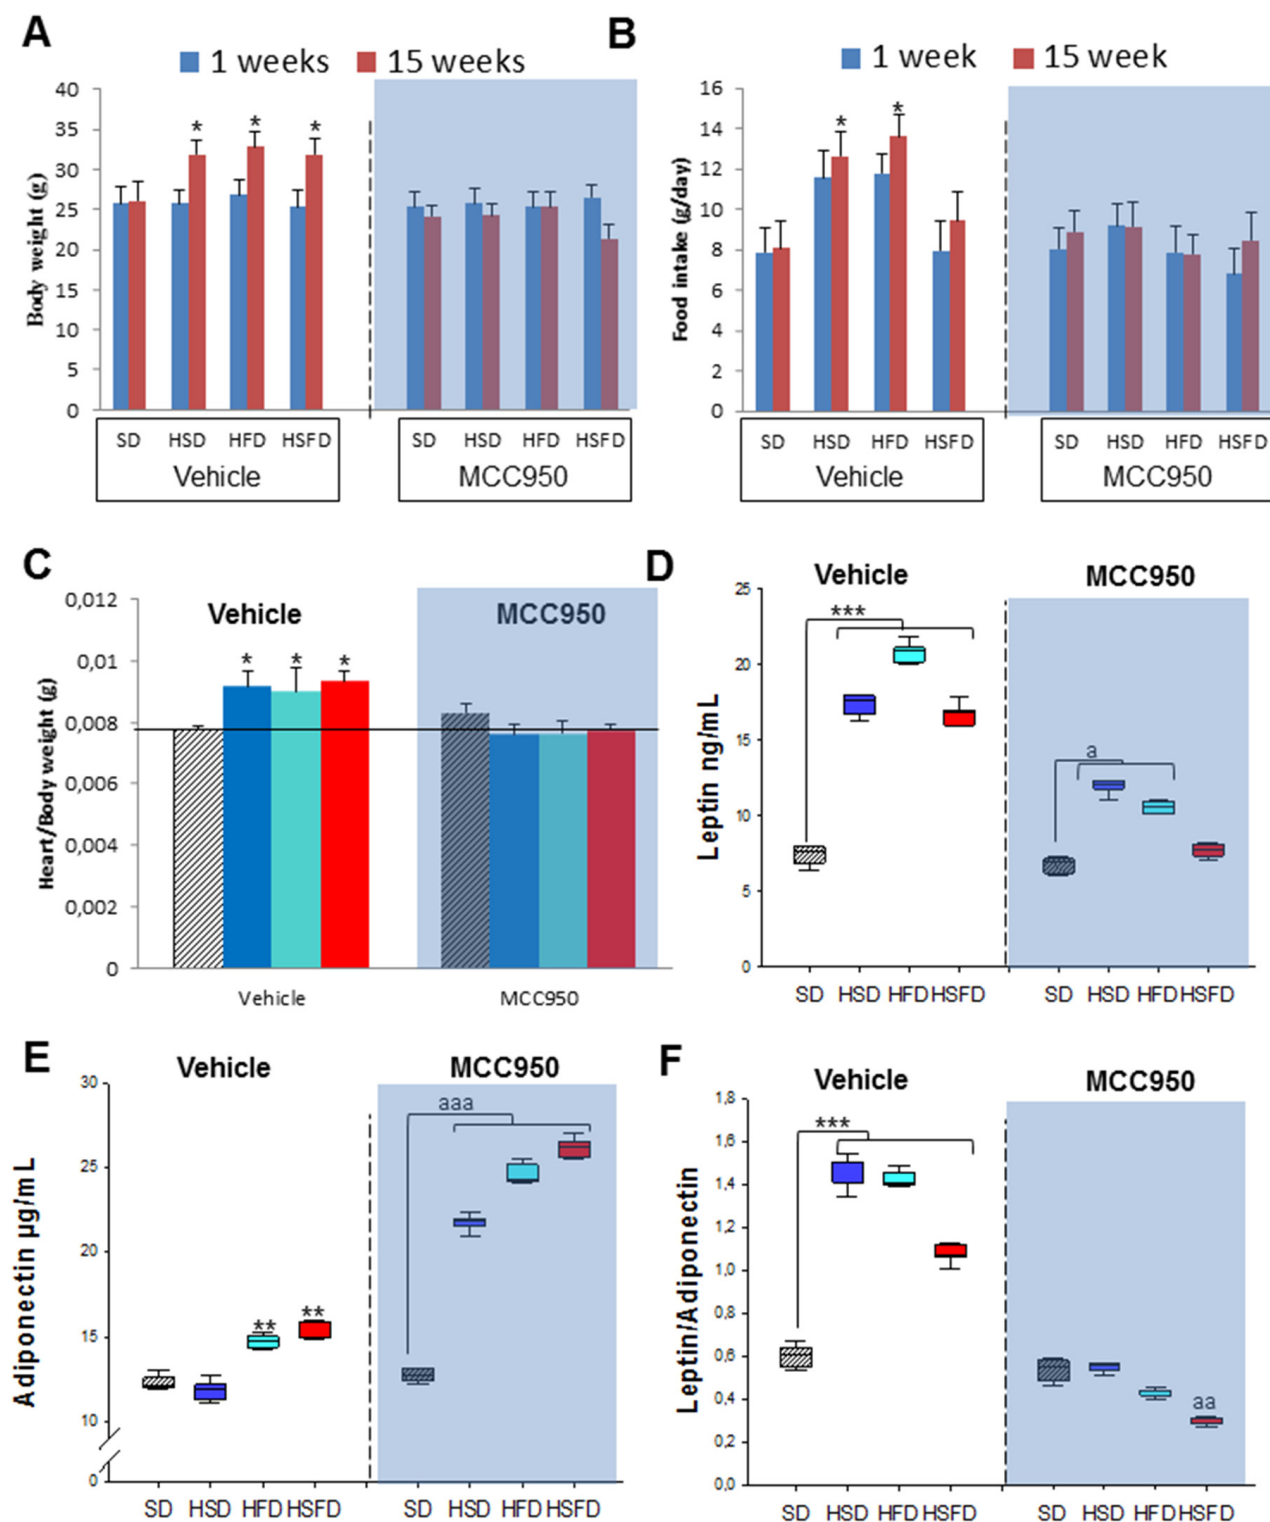 A
1 weeks 15 weeks
Body weight (g)
40
35
30
25
20
15
10
5
0
* * *
SD HSD HFD HSFD
Vehicle
SD HSD HFD HSFD
MCC950
B
1 week 15 week
Food intake (g/day)
16
14
12
10
8
6
4
2
0
* *
SD HSD HFD HSFD
Vehicle
SD HSD HFD HSFD
MCC950
C
Heart/Body weight (g)
0,012
0,01
0,008
0,006
0,004
0,002
0
Vehicle MCC950
* * *
Vehicle MCC950
D
Vehicle MCC950
Leptin ng/mL
25
20
15
10
5
0
***
a
SD HSD HFD HSFD SD HSD HFD HSFD
E
Vehicle MCC950
Adiponectin µg/mL
30
25
20
15
10
0
** **
aaa
SD HSD HFD HSFD SD HSD HFD HSFD
F
Vehicle MCC950
Leptin/Adiponectin
1,8
1,6
1,4
1,2
1,0
0,8
0,6
0,4
0,2
0,0
***
aa
SD HSD HFD HSFD SD HSD HFD HSFD